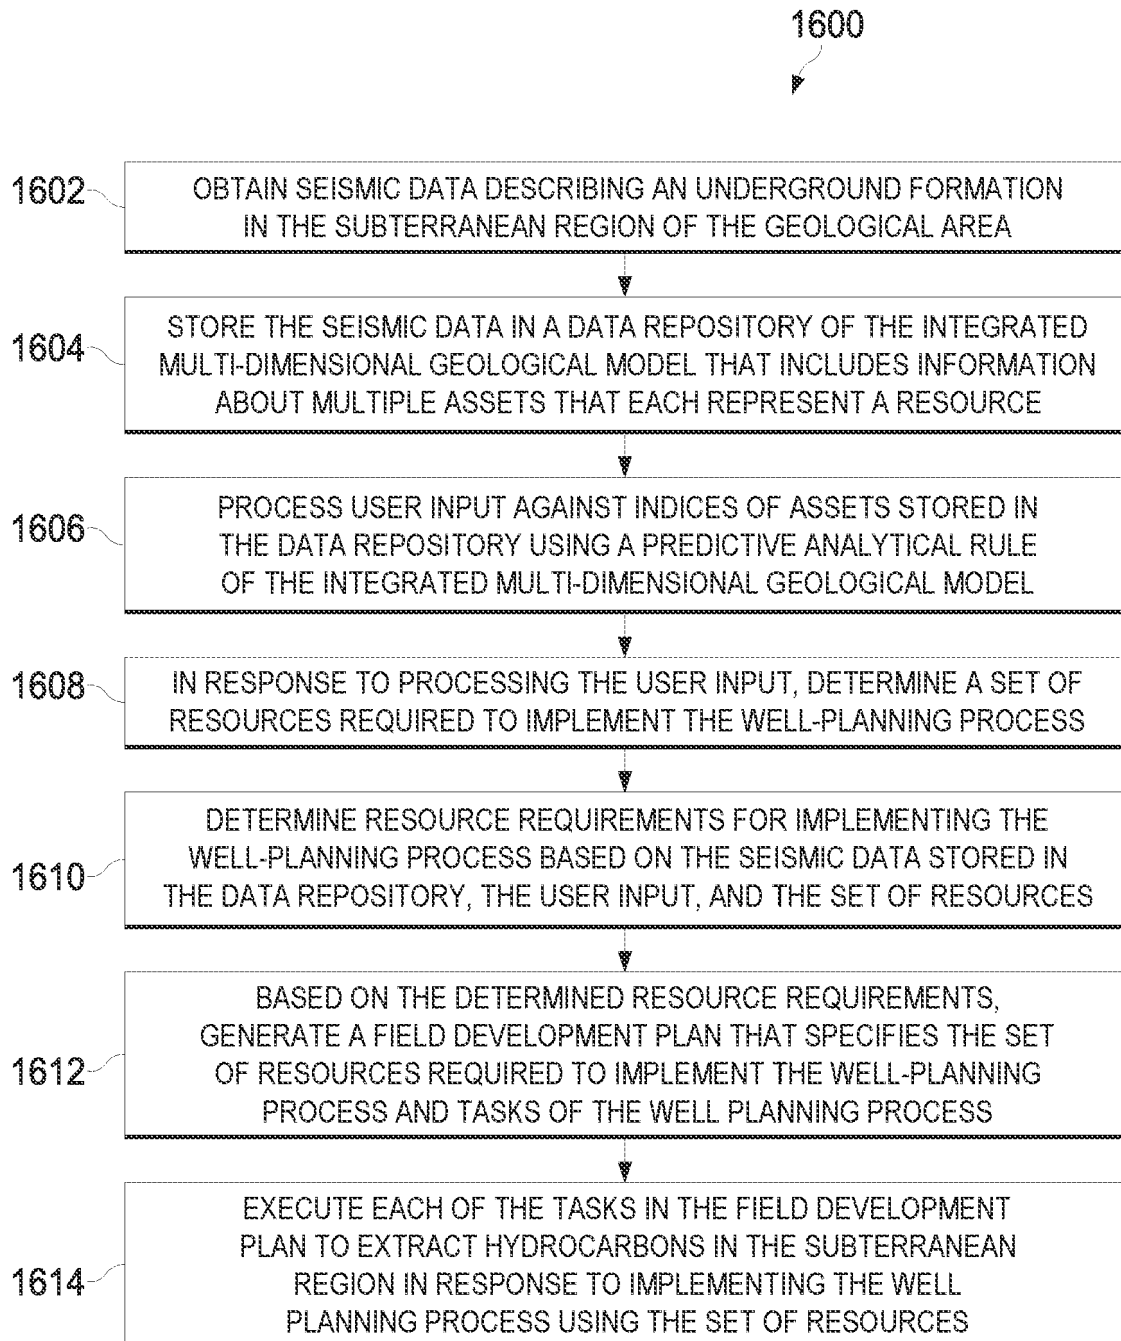 1600
1602
OBTAIN SEISMIC DATA DESCRIBING AN UNDERGROUND FORMATION
IN THE SUBTERRANEAN REGION OF THE GEOLOGICAL AREA
1604
STORE THE SEISMIC DATA IN A DATA REPOSITORY OF THE INTEGRATED
MULTI-DIMENSIONAL GEOLOGICAL MODEL THAT INCLUDES INFORMATION
ABOUT MULTIPLE ASSETS THAT EACH REPRESENT A RESOURCE
1606
PROCESS USER INPUT AGAINST INDICES OF ASSETS STORED IN
THE DATA REPOSITORY USING A PREDICTIVE ANALYTICAL RULE
OF THE INTEGRATED MULTI-DIMENSIONAL GEOLOGICAL MODEL
1608
IN RESPONSE TO PROCESSING THE USER INPUT, DETERMINE A SET OF
RESOURCES REQUIRED TO IMPLEMENT THE WELL-PLANNING PROCESS
1610
DETERMINE RESOURCE REQUIREMENTS FOR IMPLEMENTING THE
WELL-PLANNING PROCESS BASED ON THE SEISMIC DATA STORED IN
THE DATA REPOSITORY, THE USER INPUT, AND THE SET OF RESOURCES
1612
BASED ON THE DETERMINED RESOURCE REQUIREMENTS,
GENERATE A FIELD DEVELOPMENT PLAN THAT SPECIFIES THE SET
OF RESOURCES REQUIRED TO IMPLEMENT THE WELL-PLANNING
PROCESS AND TASKS OF THE WELL PLANNING PROCESS
1614
EXECUTE EACH OF THE TASKS IN THE FIELD DEVELOPMENT
PLAN TO EXTRACT HYDROCARBONS IN THE SUBTERRANEAN
REGION IN RESPONSE TO IMPLEMENTING THE WELL
PLANNING PROCESS USING THE SET OF RESOURCES